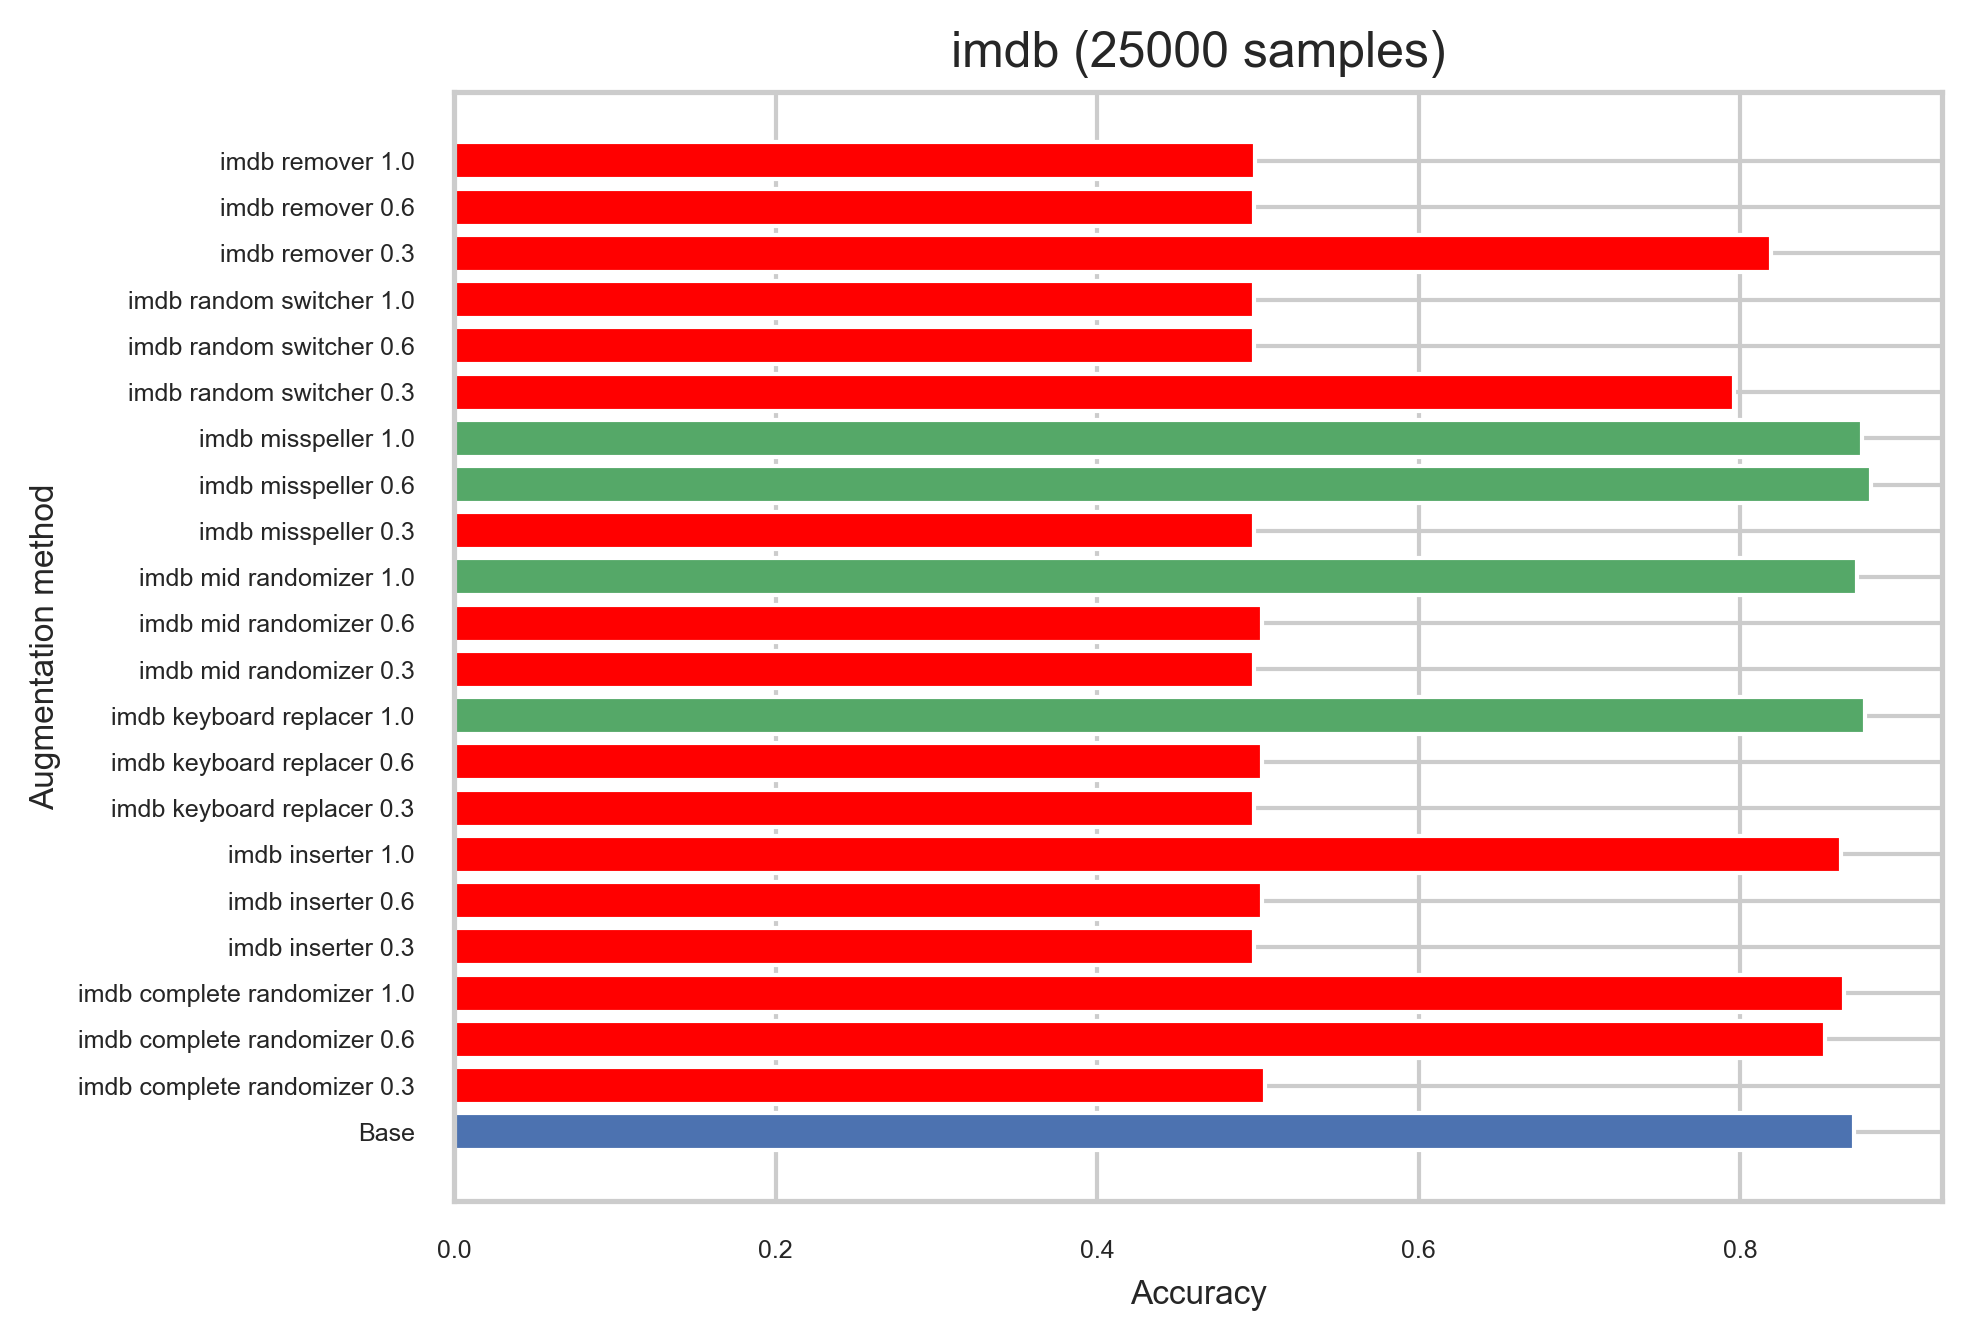 imdb (25000 samples)
Augmentation method
imdb remover 1.0
imdb remover 0.6
imdb remover 0.3
imdb random switcher 1.0
imdb random switcher 0.6
imdb random switcher 0.3
imdb misspeller 1.0
imdb misspeller 0.6
imdb misspeller 0.3
imdb mid randomizer 1.0
imdb mid randomizer 0.6
imdb mid randomizer 0.3
imdb keyboard replacer 1.0
imdb keyboard replacer 0.6
imdb keyboard replacer 0.3
imdb inserter 1.0
imdb inserter 0.6
imdb inserter 0.3
imdb complete randomizer 1.0
imdb complete randomizer 0.6
imdb complete randomizer 0.3
Base
0.0 0.2 0.4 0.6 0.8
Accuracy